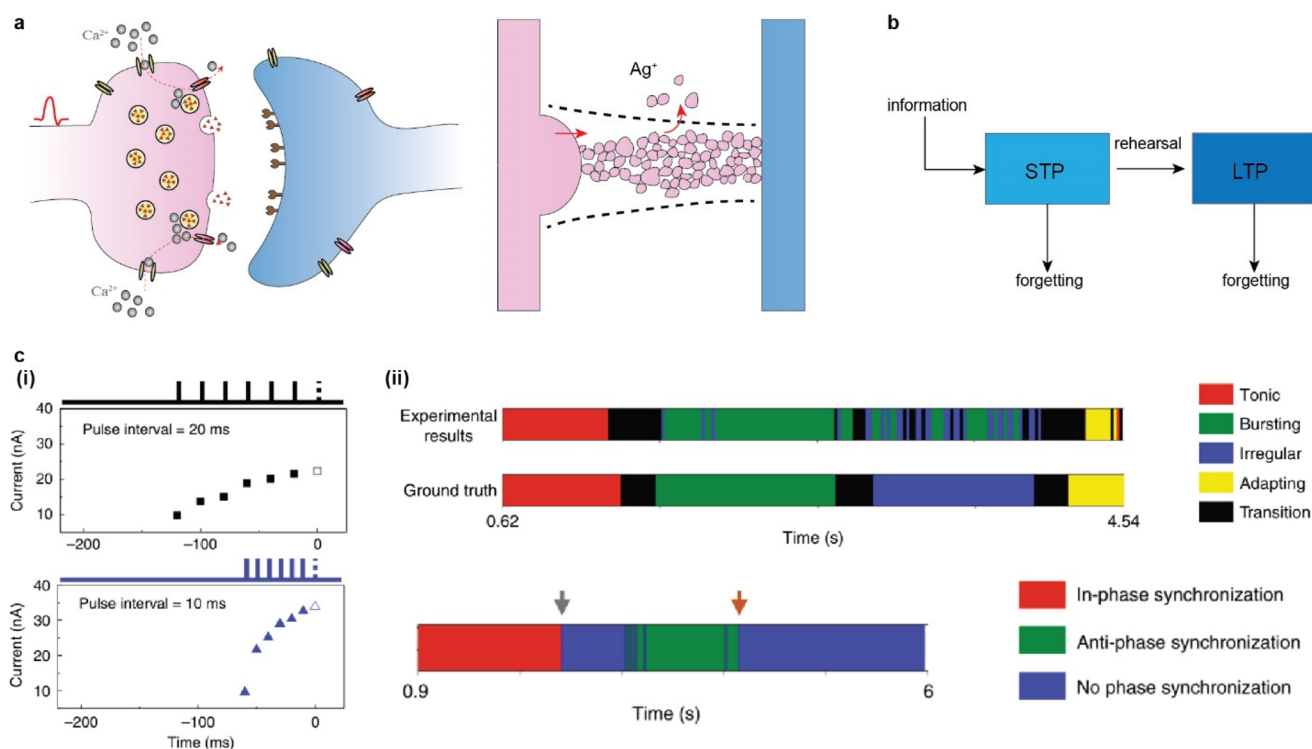 a
Ca²⁺
Ca²⁺
Ag⁺
b
information
STP
rehearsal
LTP
forgetting
forgetting
c
(i)
40
30
20
10
Current (nA)
Pulse interval = 20 ms
−200
−100
0
40
30
20
10
Current (nA)
Pulse interval = 10 ms
−200
−100
0
Time (ms)
(ii)
Experimental
results
Ground truth
0.62
4.54
Time (s)
Tonic
Bursting
Irregular
Adapting
Transition
0.9
6
Time (s)
In-phase synchronization
Anti-phase synchronization
No phase synchronization